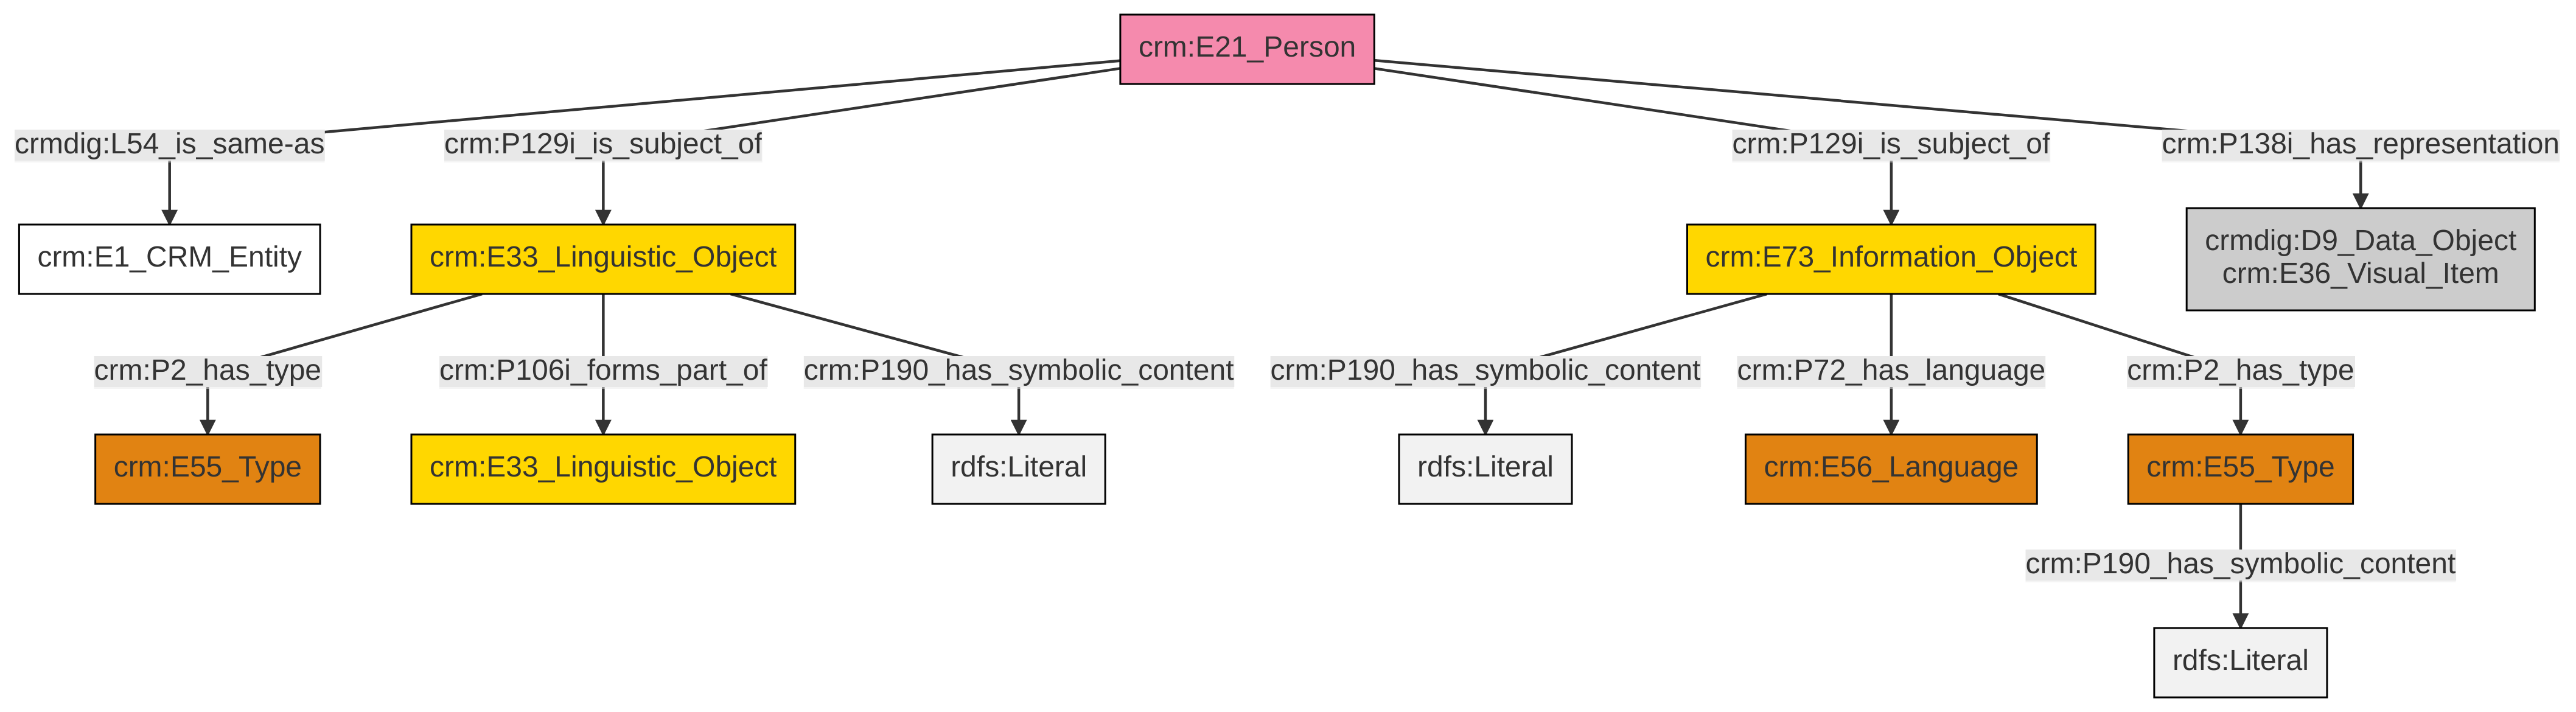 crm:E21_Person
crmdig:L54_is_same-as
crm:P129i_is_subject_of
crm:P129i_is_subject_of
crm:P138i_has_representation
crm:E1_CRM_Entity
crm:E33_Linguistic_Object
crm:E73_Information_Object
crmdig:D9_Data_Object
crm:E36_Visual_Item
crm:P2_has_type
crm:P106i_forms_part_of
crm:P190_has_symbolic_content
crm:P190_has_symbolic_content
crm:P72_has_language
crm:P2_has_type
crm:E55_Type
crm:E33_Linguistic_Object
rdfs:Literal
rdfs:Literal
crm:E56_Language
crm:E55_Type
crm:P190_has_symbolic_content
rdfs:Literal